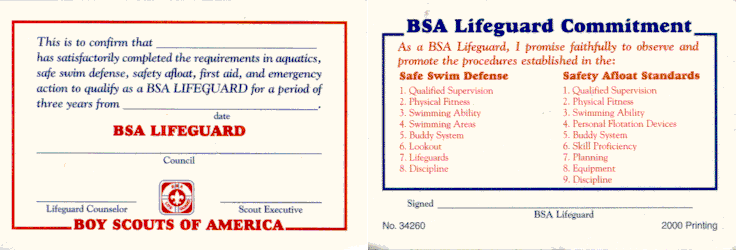 This is to confirm that
has satisfactorily completed the requirements in aquatics,
safe swim defense, safety afloat, first aid, and emergency
action to qualify as a BSA LIFEGUARD for a period of
three years from .
date
BSA LIFEGUARD
Council
Lifeguard Counselor
Scout Executive
BOY SCOUTS OF AMERICA
BSA Lifeguard Commitment
As a BSA Lifeguard, I promise faithfully to observe and
promote the procedures established in the:
Safe Swim Defense
1. Qualified Supervision
2. Physical Fitness
3. Swimming Ability
4. Swimming Areas
5. Buddy System
6. Lookout
7. Lifeguards
8. Discipline
Safety Afloat Standards
1. Qualified Supervision
2. Physical Fitness
3. Swimming Ability
4. Personal Flotation Devices
5. Buddy System
6. Skill Proficiency
7. Planning
8. Equipment
9. Discipline
Signed
BSA Lifeguard
No. 34260
2000 Printing